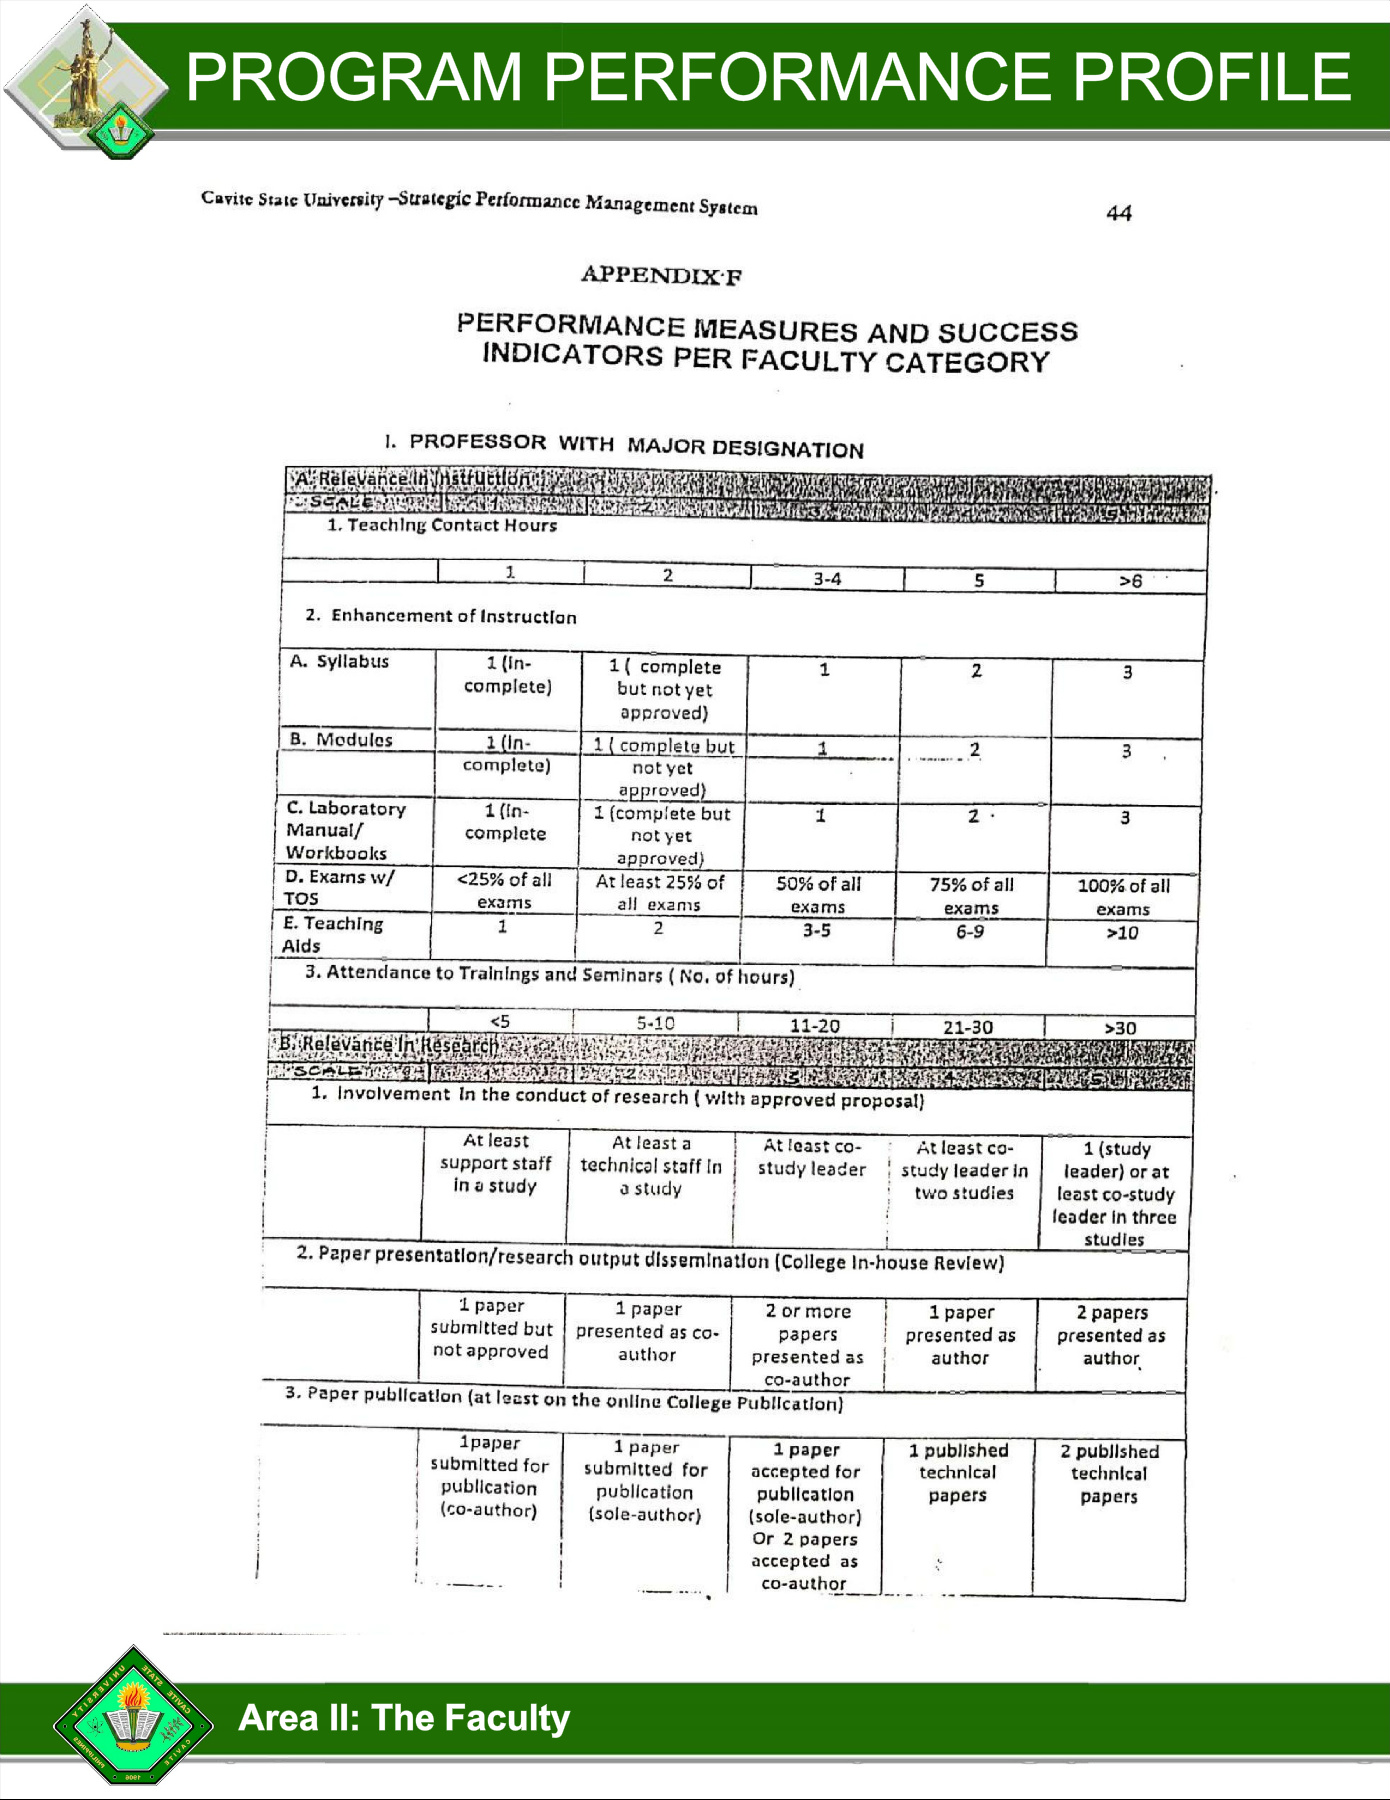 PROGRAM PERFORMANCE PROFILE
Cavite State University –Strategic Performance Management System
44
APPENDIX F
PERFORMANCE MEASURES AND SUCCESS
INDICATORS PER FACULTY CATEGORY
I. PROFESSOR WITH MAJOR DESIGNATION
A. Relevance in Instruction
SCALE 1 2 3 5
1. Teaching Contact Hours
1 2 3-4 5 >6
2. Enhancement of Instruction
A. Syllabus 1 (in- 1 ( complete 1 2 3
complete) but not yet
approved)
B. Modules 1 (in- 1 ( complete but 1 2 3
complete) not yet
approved)
C. Laboratory 1 (in- 1 (complete but 1 2 3
Manual/ complete not yet
Workbooks approved)
D. Exams w/ <25% of all At least 25% of 50% of all 75% of all 100% of all
TOS exams all exams exams exams exams
E. Teaching 1 2 3-5 6-9 >10
Aids
3. Attendance to Trainings and Seminars ( No. of hours)
<5 5-10 11-20 21-30 >30
B. Relevance in Research
SCALE 1 2 3 4 5
1. Involvement in the conduct of research ( with approved proposal)
At least At least a At least co- At least co- 1 (study
support staff technical staff in study leader study leader in leader) or at
in a study a study two studies least co-study
leader in three
studies
2. Paper presentation/research output dissemination (College In-house Review)
1 paper 1 paper 2 or more 1 paper 2 papers
submitted but presented as co- papers presented as presented as
not approved author presented as author author
co-author
3. Paper publication (at least on the online College Publication)
1paper 1 paper 1 paper 1 published 2 published
submitted for submitted for accepted for technical technical
publication publication publication papers papers
(co-author) (sole-author) (sole-author)
Or 2 papers
accepted as
co-author
Area II: The Faculty